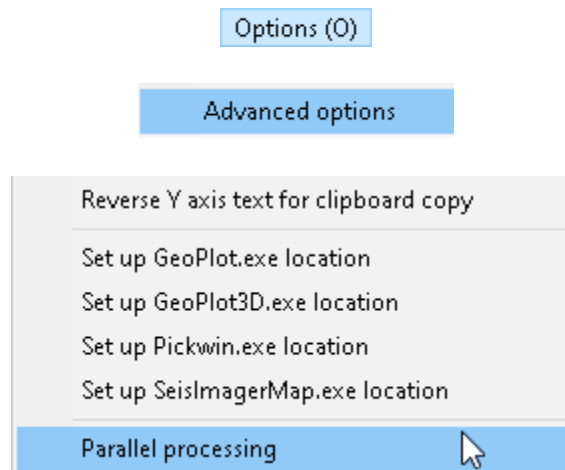 Options (O)
Advanced options
Reverse Y axis text for clipboard copy
Set up GeoPlot.exe location
Set up GeoPlot3D.exe location
Set up Pickwin.exe location
Set up SeisImagerMap.exe location
Parallel processing